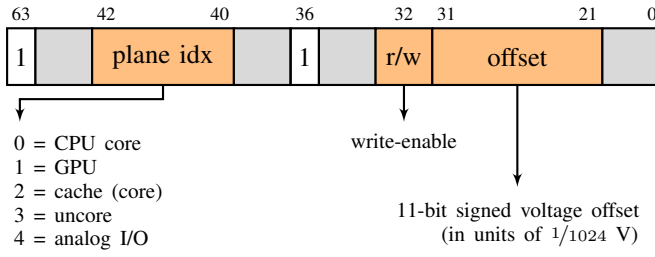 63 42 40 36 32 31 21 0
1 plane idx 1 r/w offset
0 = CPU core
1 = GPU
2 = cache (core)
3 = uncore
4 = analog I/O
write-enable
11-bit signed voltage offset
(in units of 1/1024 V)